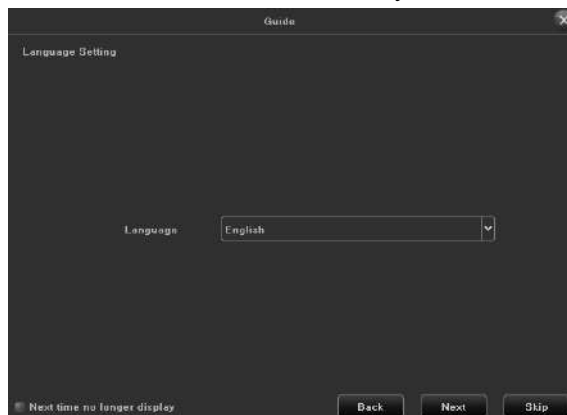 Guide
Language Setting
Language English
Next time no longer display Back Next Skip